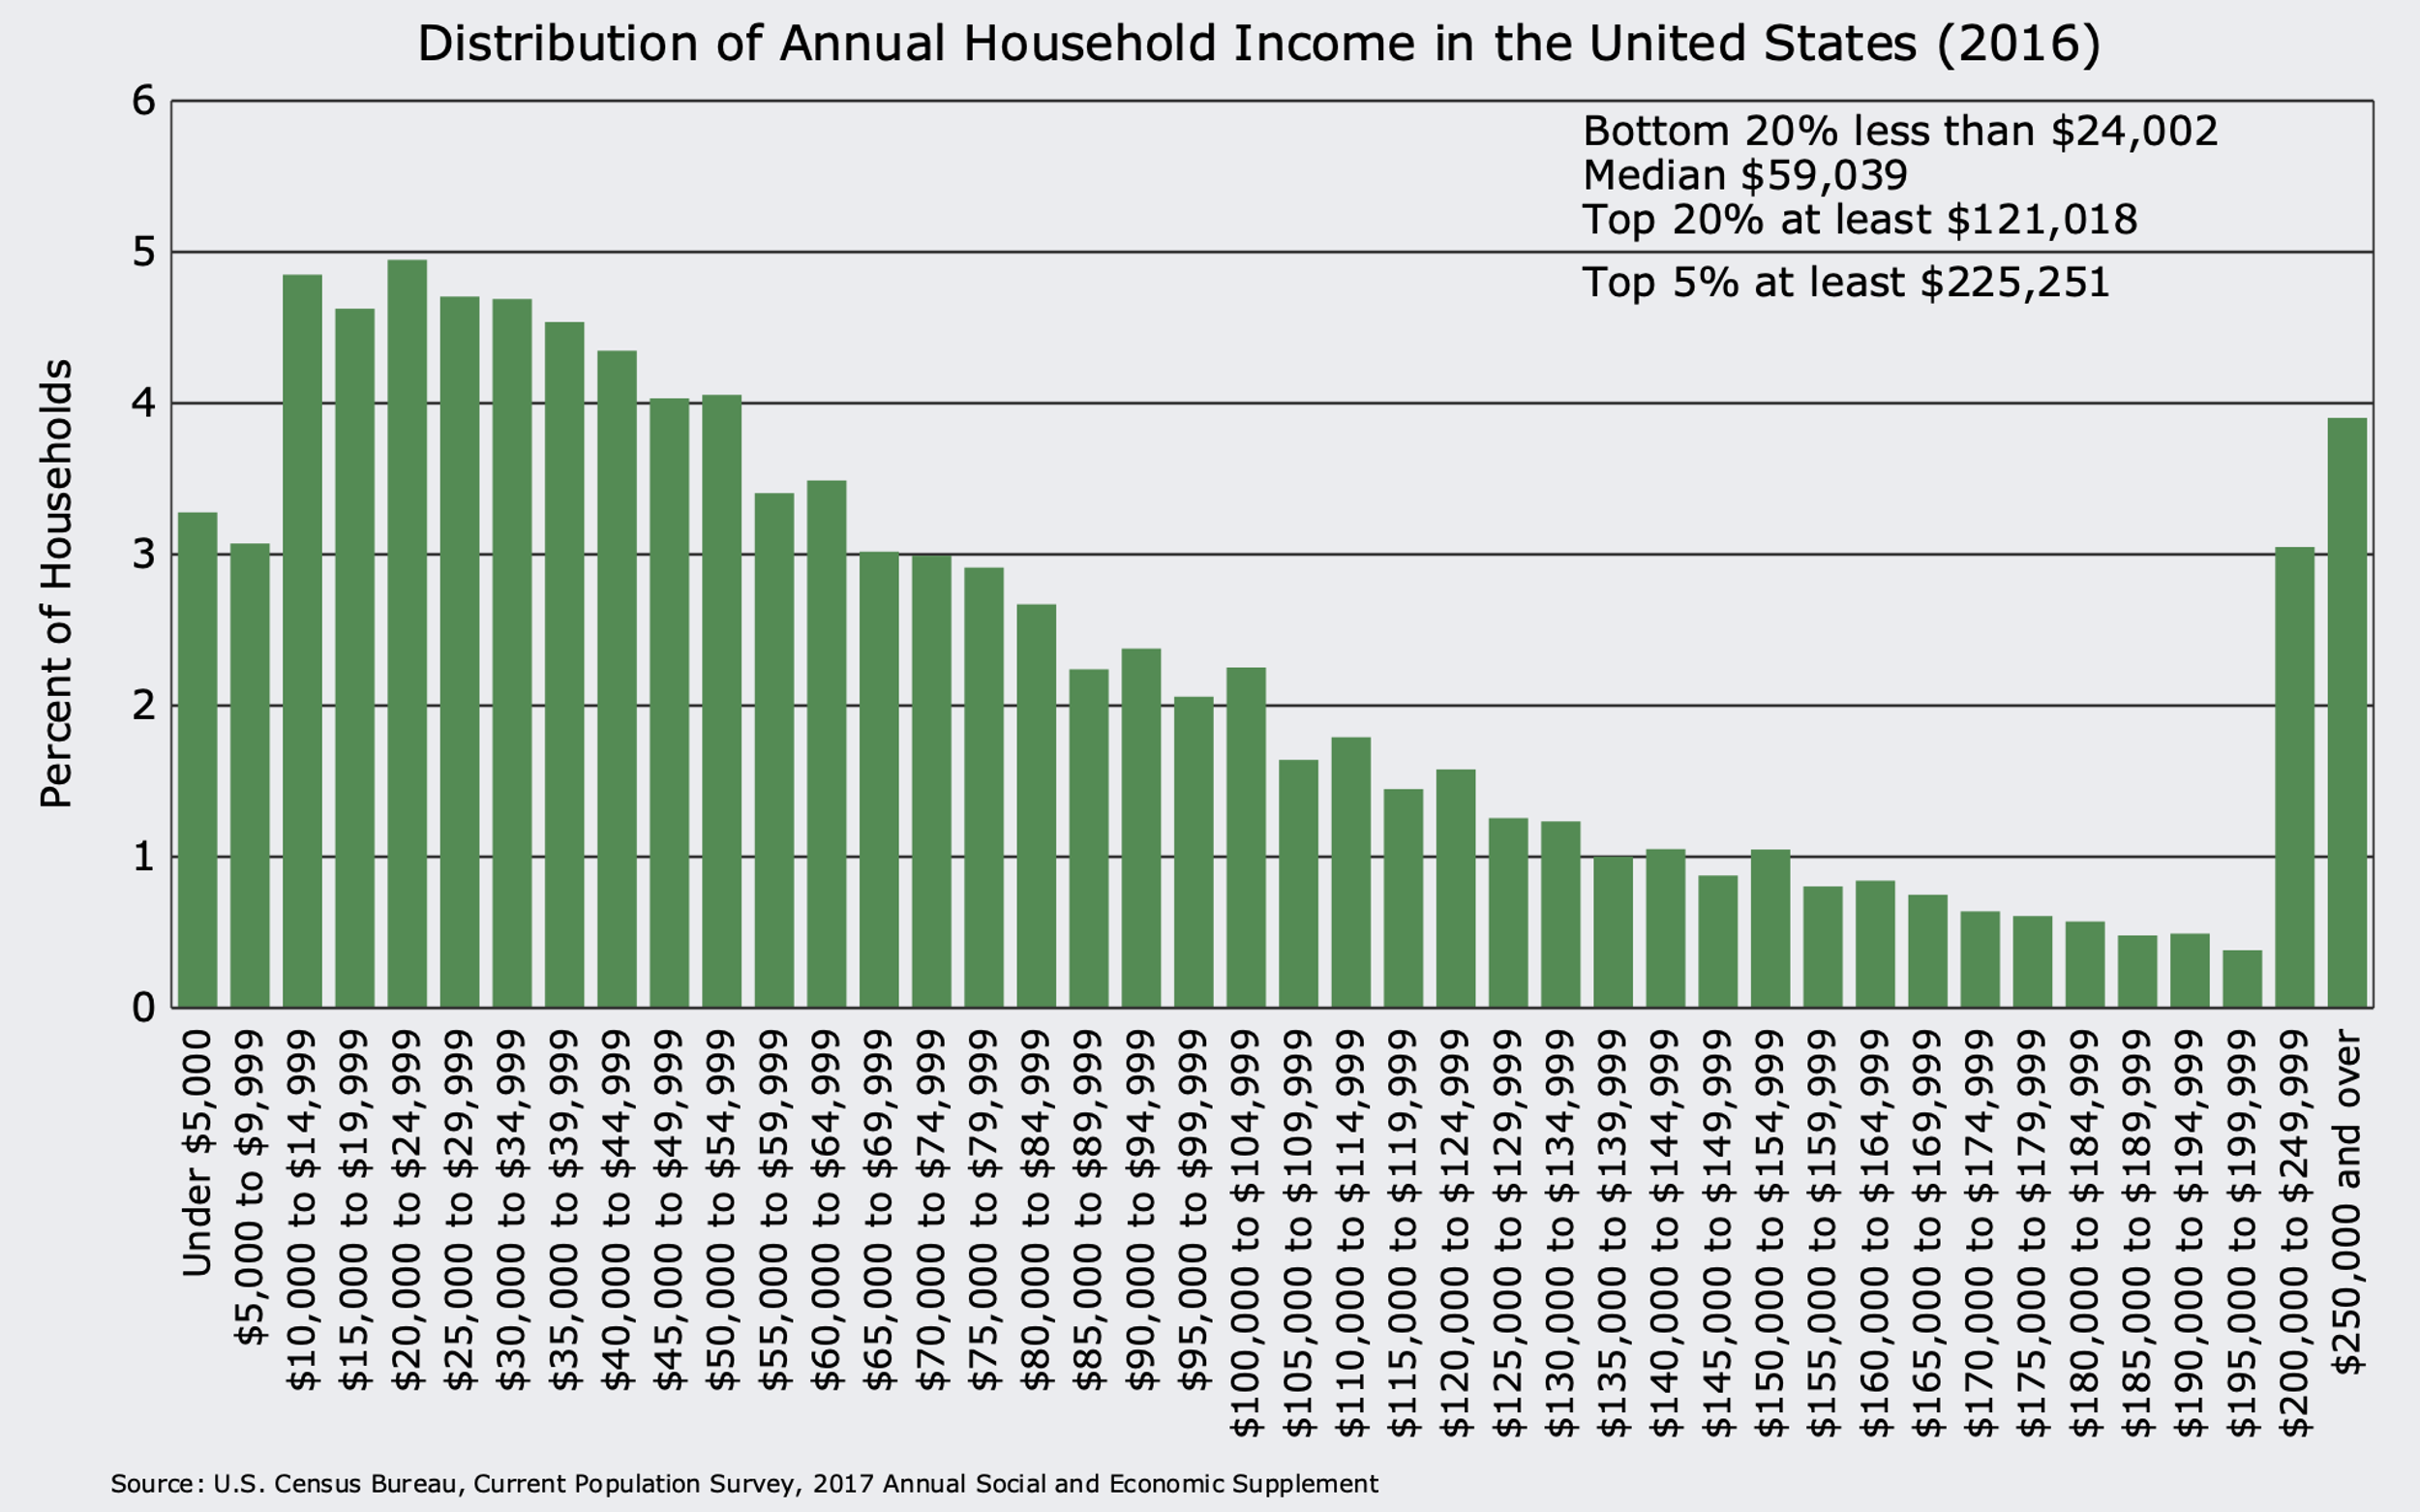 Distribution of Annual Household Income in the United States (2016)
6
5
4
3
2
1
0
Percent of Households
Bottom 20% less than $24,002
Median $59,039
Top 20% at least $121,018
Top 5% at least $225,251
Under $5,000
$5,000 to $9,999
$10,000 to $14,999
$15,000 to $19,999
$20,000 to $24,999
$25,000 to $29,999
$30,000 to $34,999
$35,000 to $39,999
$40,000 to $44,999
$45,000 to $49,999
$50,000 to $54,999
$55,000 to $59,999
$60,000 to $64,999
$65,000 to $69,999
$70,000 to $74,999
$75,000 to $79,999
$80,000 to $84,999
$85,000 to $89,999
$90,000 to $94,999
$95,000 to $99,999
$100,000 to $104,999
$105,000 to $109,999
$110,000 to $114,999
$115,000 to $119,999
$120,000 to $124,999
$125,000 to $129,999
$130,000 to $134,999
$135,000 to $139,999
$140,000 to $144,999
$145,000 to $149,999
$150,000 to $154,999
$155,000 to $159,999
$160,000 to $164,999
$165,000 to $169,999
$170,000 to $174,999
$175,000 to $179,999
$180,000 to $184,999
$185,000 to $189,999
$190,000 to $194,999
$195,000 to $199,999
$200,000 to $249,999
$250,000 and over
Source: U.S. Census Bureau, Current Population Survey, 2017 Annual Social and Economic Supplement